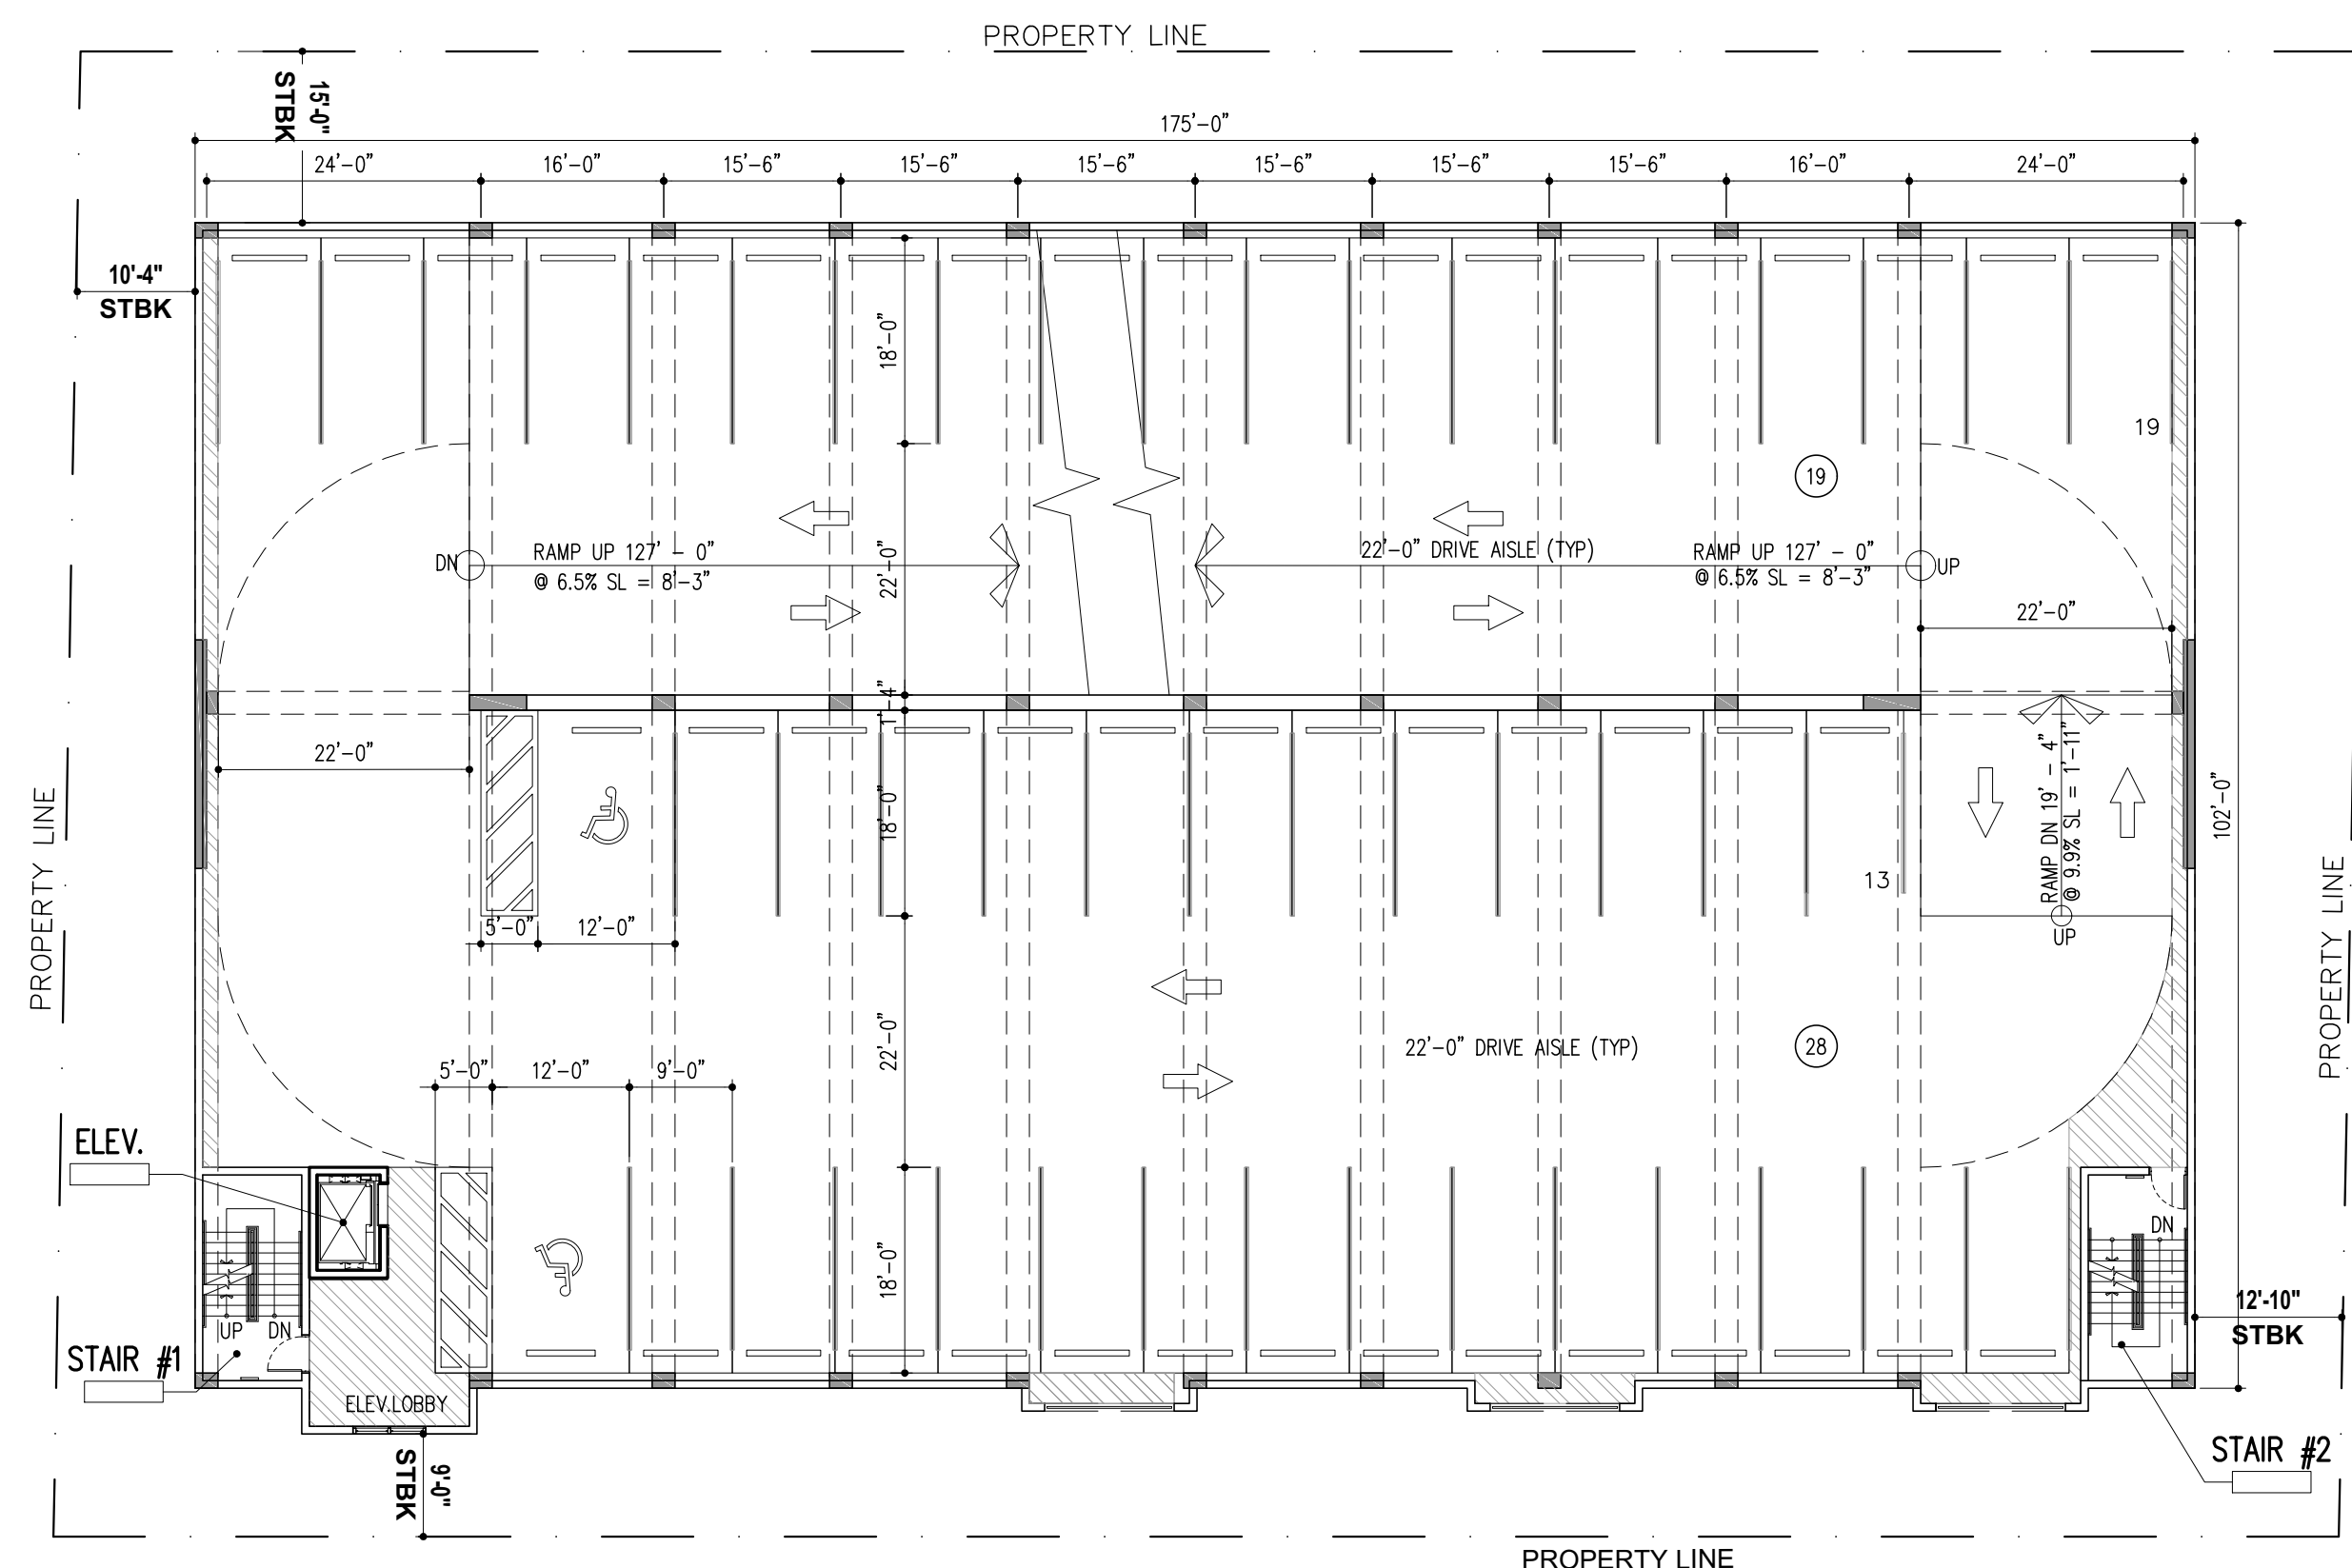 PROPERTY LINE
15'-0"
STBK
175'-0"
24'-0"
16'-0"
15'-6"
15'-6"
15'-6"
15'-6"
15'-6"
15'-6"
16'-0"
24'-0"
10'-4"
STBK
18'-0"
19
19
DN
RAMP UP 127' - 0"
@ 6.5% SL = 8'-3"
22'-0"
22'-0" DRIVE AISLE (TYP)
RAMP UP 127' - 0"
@ 6.5% SL = 8'-3"
UP
22'-0"
1'-4"
22'-0"
18'-0"
RAMP DN 19' - 4"
@ 9.9% SL = 1'-11"
102'-0"
PROPERTY LINE
13
5'-0"
12'-0"
UP
PROPERTY LINE
22'-0"
22'-0" DRIVE AISLE (TYP)
28
5'-0"
12'-0"
9'-0"
ELEV.
18'-0"
DN
UP
DN
12'-10"
STBK
STAIR #1
ELEV.LOBBY
STAIR #2
9'-0"
STBK
PROPERTY LINE